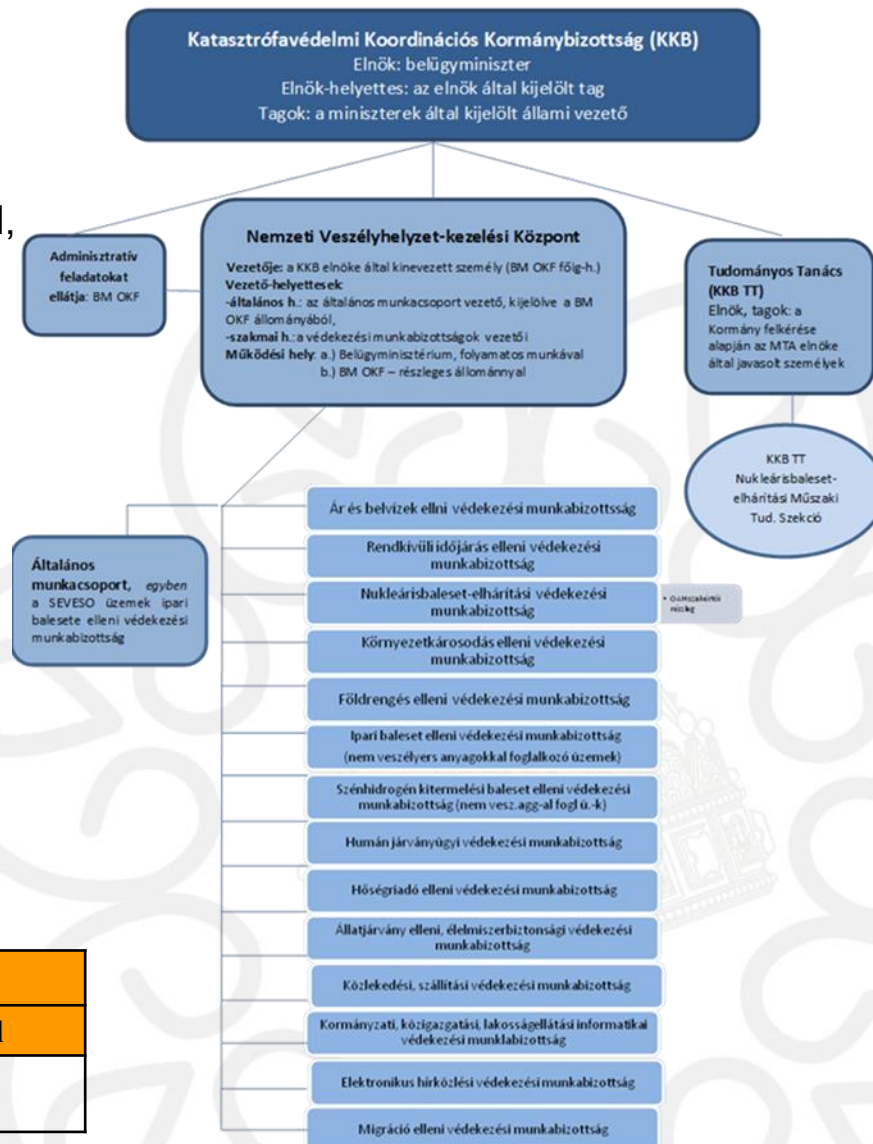 Katasztrófavédelmi Koordinációs Kormánybizottság (KKB)
Elnök: belügyminiszter
Elnök-helyettes: az elnök által kijelölt tag
Tagok: a miniszterek által kijelölt állami vezető
Adminisztratív
feladatokat
ellátja: BM OKF
Nemzeti Veszélyhelyzet-kezelési Központ
Vezetője: a KKB elnöke által kinevezett személy (BM OKF főig-h.)
Vezető-helyettesek
-általános h.: az általános munkacsoport vezető, kijelölve a BM
OKF állományából,
-szakmai h.: a védekezési munkabizottságok vezetői
Működési hely: a.) Belügyminisztérium, folyamatos munkával
b.) BM OKF – részleges állománnyal
Tudományos Tanács
(KKB TT)
Elnök, tagok: a
Kormány felkérése
alapján az MTA elnöke
által javasolt személyek
KKB TT
Nukleárisbaleset-
elhárítási Műszaki
Tud. Szekció
Általános
munkacsoport, egyben
a SEVESO üzemek ipari
balesete elleni védekezési
munkabizottság
Ár és belvizek ellni védekezési munkabizottsság
Rendkívüli időjárás elleni védekezési
munkabizottság
Nukleárisbaleset-elhárítási védekezési
munkabizottság
Környezetkárosodás elleni védekezési
munkabizottság
Földrengés elleni védekezési munkabizottság
Ipari baleset elleni védekezési munkabizottság
(nem veszélyers anyagokkal foglalkozó üzemek)
Szénhidrogén kitermelési baleset elleni védekezési
munkabizottság (nem vesz.agg-al fogl ü.-k)
Humán járványügyi védekezési munkabizottság
Hőségriadó elleni védekezési munkabizottság
Állatjárvány elleni, élelmiszerbiztonsági védekezési
munkabizottság
Közlekedési, szállítási védekezési munkabizottság
Kormányzati, közigazgatási, lakosságellátási informatikai
védekezési munklabizottság
Elektronikus hírközlési védekezési munkabizottság
Migráció elleni védekezési munkabizottság